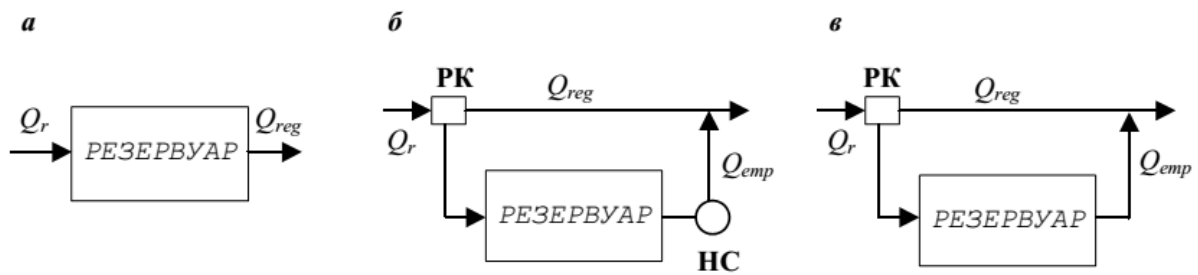 а
Q_r
Q_reg
РЕЗЕРВУАР
б
РК
Q_reg
Q_r
РЕЗЕРВУАР
Q_emp
НС
в
РК
Q_reg
Q_r
РЕЗЕРВУАР
Q_emp